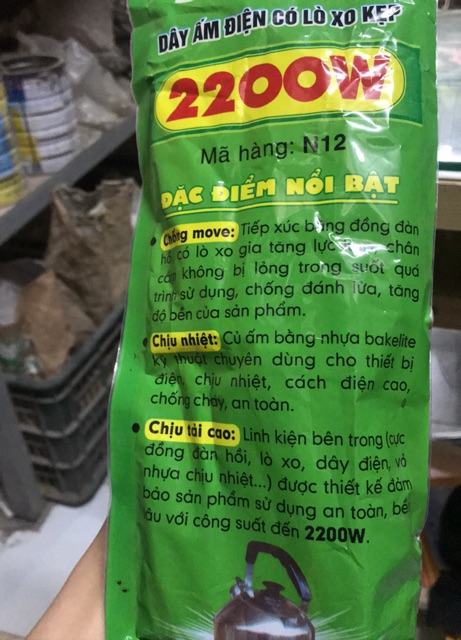 DÂY ẤM ĐIỆN CÓ LÒ XO KẸP
2200W
Mã hàng: N12
ĐẶC ĐIỂM NỔI BẬT
• Chống move: Tiếp xúc bằng đồng đàn
hồi có lò xo gia tăng lực chân
cắm không bị lỏng trong suốt quá
trình sử dụng, chống đánh lửa, tăng
độ bền của sản phẩm.
• Chịu nhiệt: Củ ấm bằng nhựa bakelite
kỹ thuật chuyên dùng cho thiết bị
điện, chịu nhiệt, cách điện cao,
chống cháy, an toàn.
• Chịu tải cao: Linh kiện bên trong (cực
đồng đàn hồi, lò xo, dây điện, vỏ
nhựa chịu nhiệt...) được thiết kế đảm
bảo sản phẩm sử dụng an toàn, bền
lâu với công suất đến 2200W.